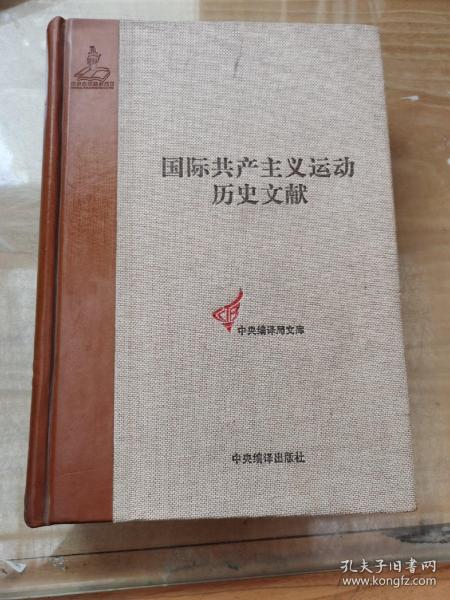 国际共产主义运动
历史文献
中央编译局文库
中央编译出版社
孔夫子旧书网
www.kongfz.com